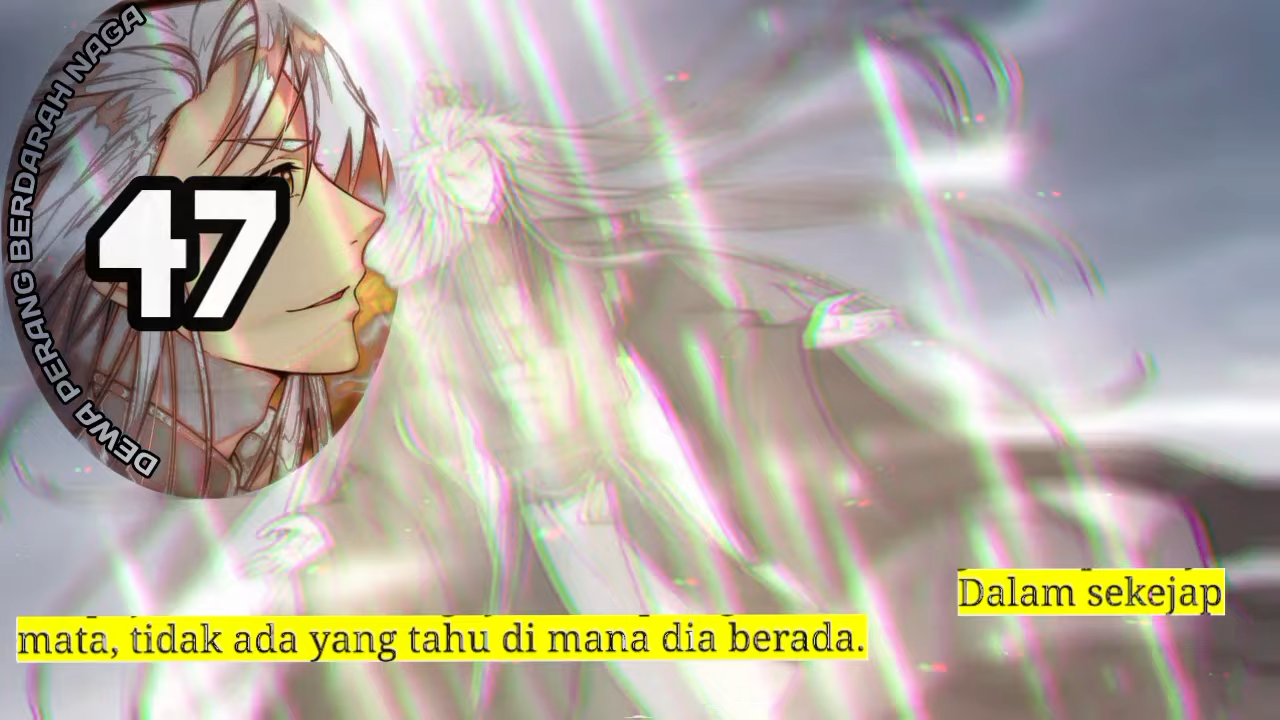 DEWA PERANG BERDARAH NAGA
47
Dalam sekejap
mata, tidak ada yang tahu di mana dia berada.